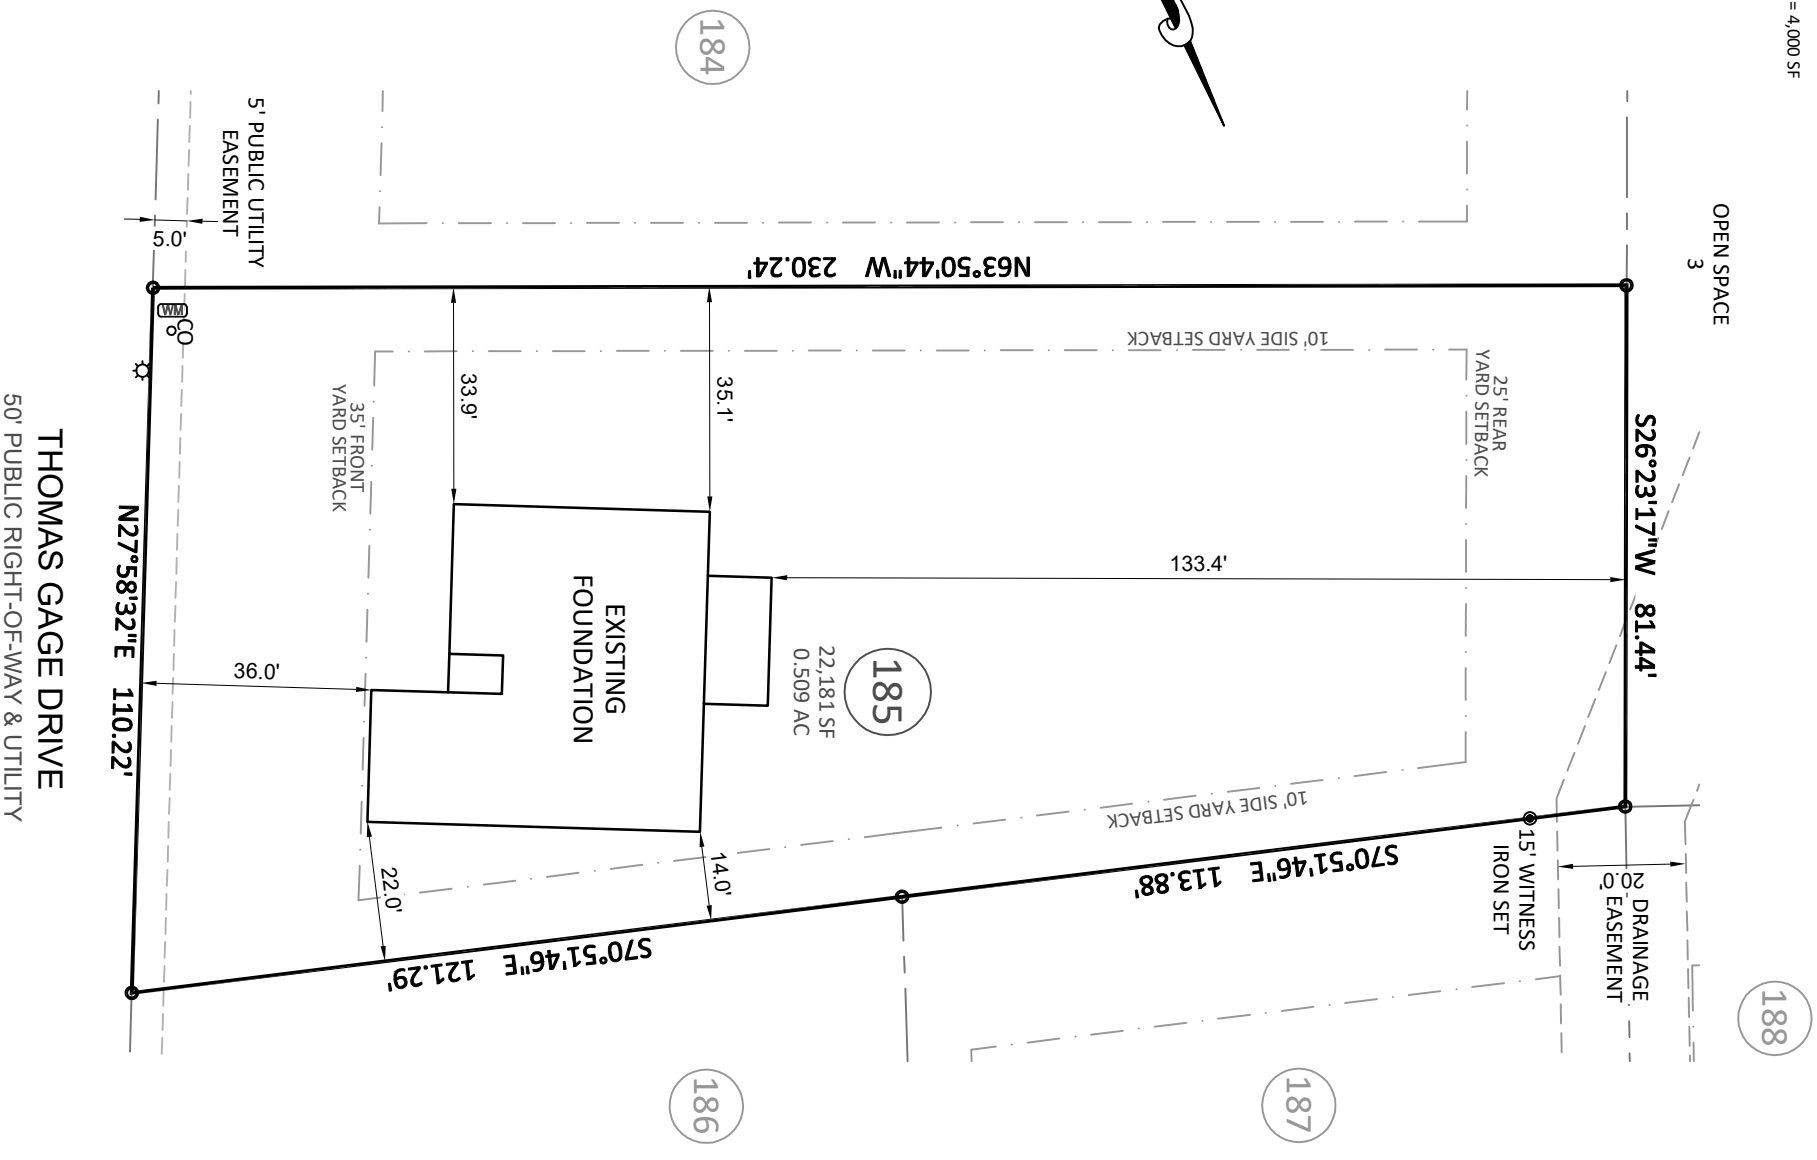 = 4,000 SF
184
OPEN SPACE
3
5' PUBLIC UTILITY
EASEMENT
5.0'
N63°50'44"W 230.24'
WM
CO
10' SIDE YARD SETBACK
25' REAR
YARD SETBACK
35' FRONT
YARD SETBACK
33.9'
35.1'
S26°23'17"W 81.44'
133.4'
EXISTING
FOUNDATION
185
22,181 SF
0.509 AC
36.0'
N27°58'32"E 110.22'
THOMAS GAGE DRIVE
50' PUBLIC RIGHT-OF-WAY & UTILITY
10' SIDE YARD SETBACK
14.0'
22.0'
S70°51'46"E 113.88'
S70°51'46"E 121.29'
15' WITNESS
IRON SET
20.0'
DRAINAGE
EASEMENT
186
187
188